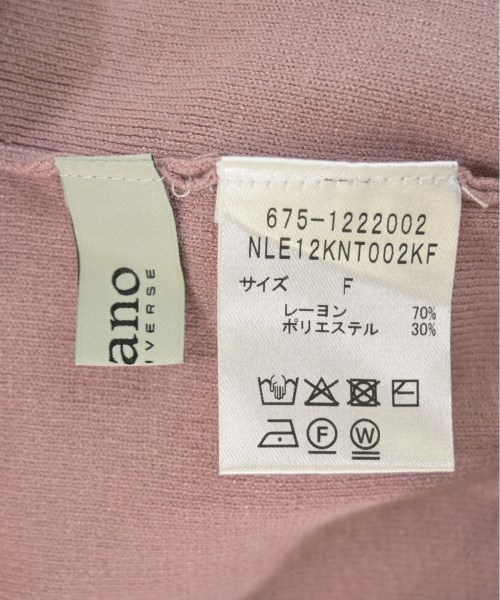 ano
IVERSE
675-1222002
NLE12KNT002KF
サイズ F
レーヨン 70%
ポリエステル 30%
F W